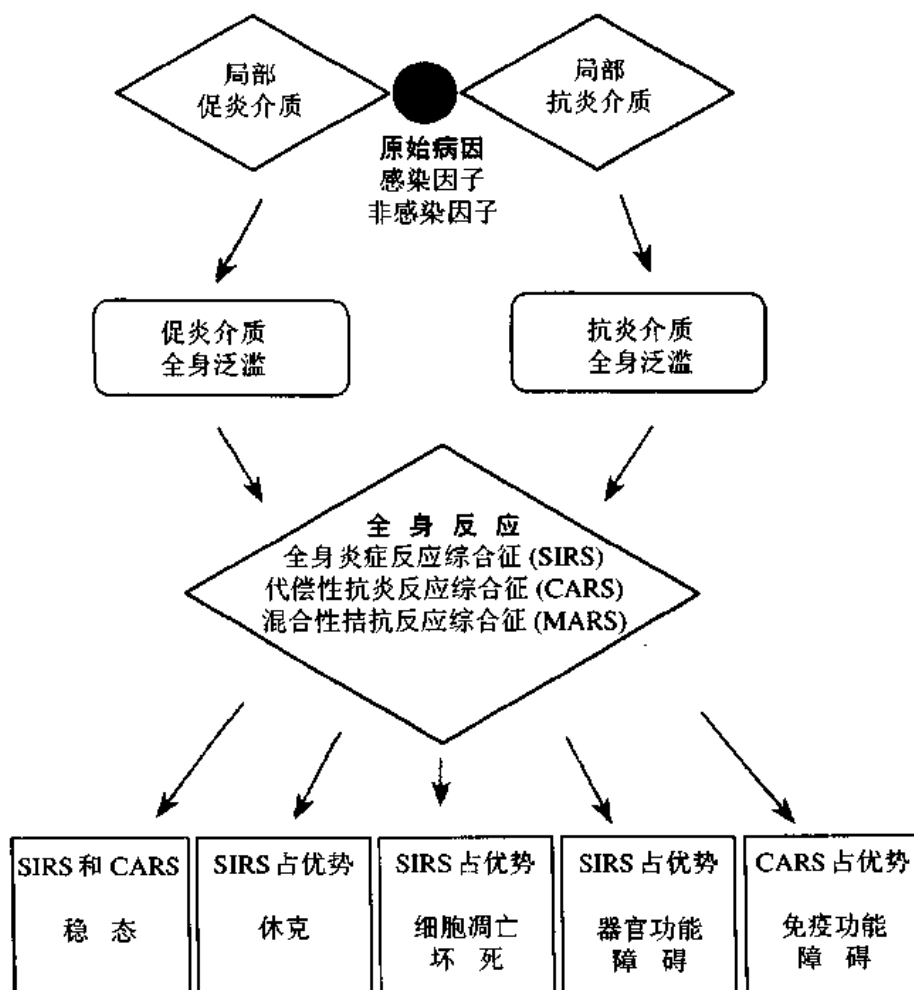 局部
促炎介质
局部
抗炎介质
原始病因
感染因子
非感染因子
促炎介质
全身泛滥
抗炎介质
全身泛滥
全身反应
全身炎症反应综合征 (SIRS)
代偿性抗炎反应综合征 (CARS)
混合性拮抗反应综合征 (MARS)
SIRS 和 CARS
稳态
SIRS 占优势
休克
SIRS 占优势
细胞凋亡
坏死
SIRS 占优势
器官功能
障碍
CARS 占优势
免疫功能
障碍